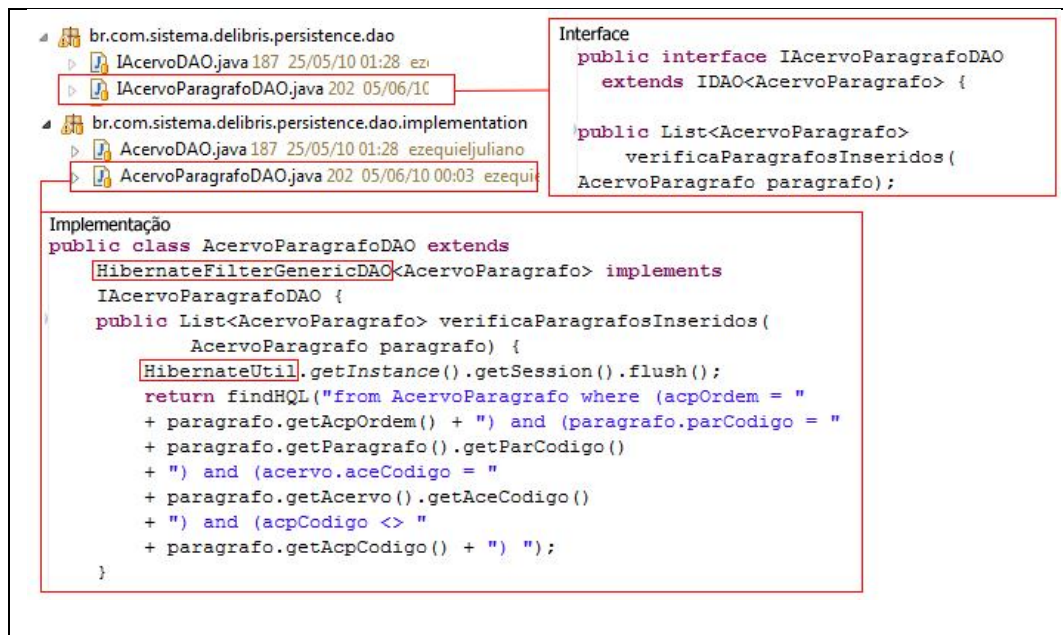 br.com.sistema.delibris.persistence.dao
IAcervoDAO.java 187 25/05/10 01:28
IAcervoParagrafoDAO.java 202 05/06/10
br.com.sistema.delibris.persistence.dao.implementation
AcervoDAO.java 187 25/05/10 01:28 ezequieljuliano
AcervoParagrafoDAO.java 202 05/06/10 00:03
Interface
public interface IAcervoParagrafoDAO
extends IDAO<AcervoParagrafo> {
public List<AcervoParagrafo>
verificaParagrafosInseridos(
AcervoParagrafo paragrafo);
Implementação
public class AcervoParagrafoDAO extends
HibernateFilterGenericDAO<AcervoParagrafo> implements
IAcervoParagrafoDAO {
public List<AcervoParagrafo> verificaParagrafosInseridos(
AcervoParagrafo paragrafo) {
HibernateUtil.getInstance().getSession().flush();
return findHQL("from AcervoParagrafo where (acpOrdem = "
+ paragrafo.getAcpOrdem() + ") and (paragrafo.parCodigo = "
+ paragrafo.getParagrafo().getParCodigo()
+ ") and (acervo.aceCodigo = "
+ paragrafo.getAcervo().getAceCodigo()
+ ") and (acpCodigo <> "
+ paragrafo.getAcpCodigo() + ") ");
}